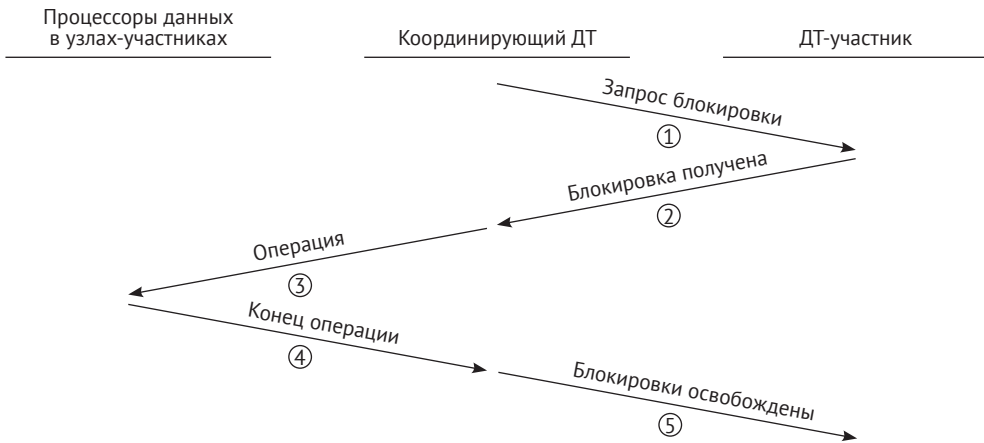 Процессоры данных
в узлах-участниках
Координирующий ДТ
ДТ-участник
Запрос блокировки
1
Блокировка получена
2
Операция
3
Конец операции
4
Блокировки освобождены
5